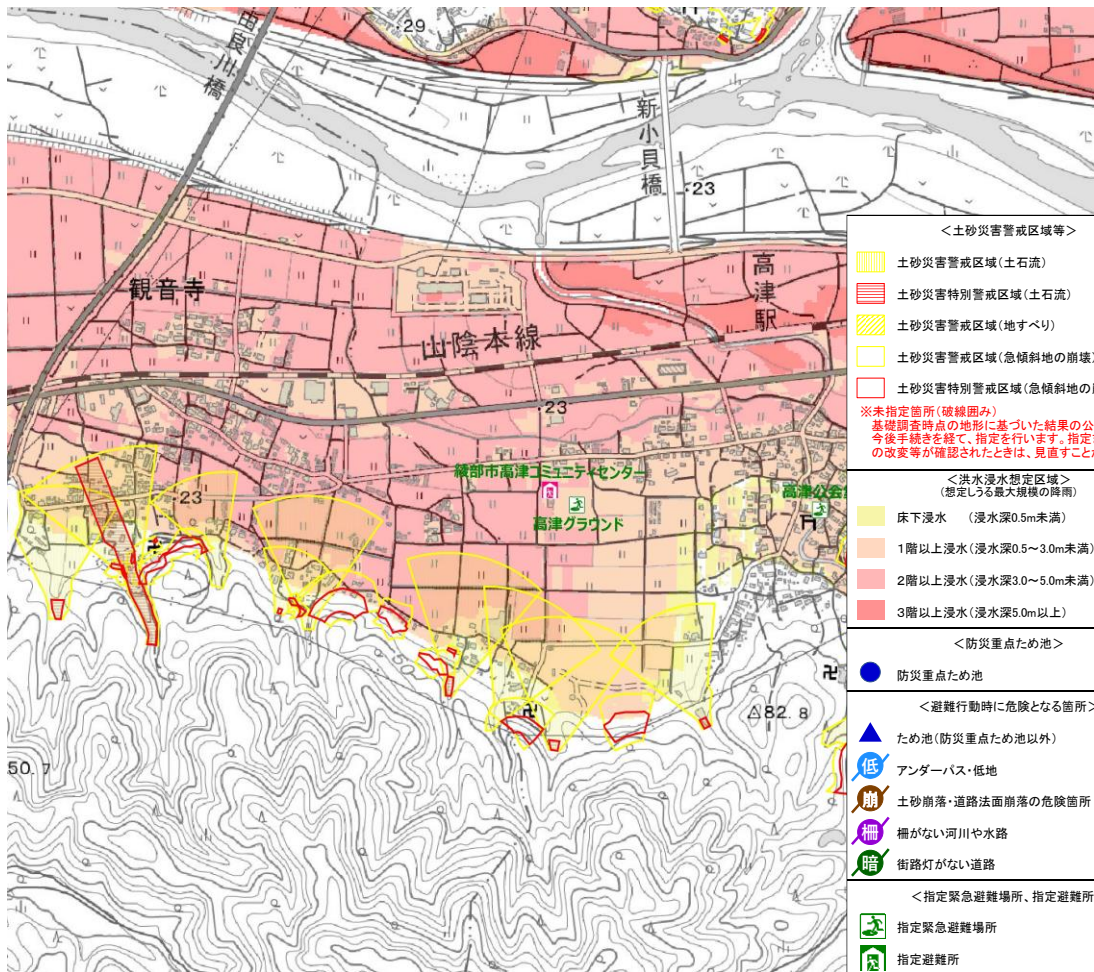 由良川橋
・29
新小貝橋
・23
観音寺
高津駅
山陰本線
・23
綾部市高津コミュニティセンター
高津グラウンド
高津公会
・23
△82.8
50.7
＜土砂災害警戒区域等＞
土砂災害警戒区域(土石流)
土砂災害特別警戒区域(土石流)
土砂災害警戒区域(地すべり)
土砂災害警戒区域(急傾斜地の崩壊)
土砂災害特別警戒区域(急傾斜地の
※未指定箇所(破線囲み)
基礎調査時点の地形に基づいた結果の公
今後手続きを経て、指定を行います。指定
の改変等が確認されたときは、見直すこと
＜洪水浸水想定区域＞
(想定しうる最大規模の降雨)
床下浸水　(浸水深0.5m未満)
1階以上浸水(浸水深0.5～3.0m未満)
2階以上浸水(浸水深3.0～5.0m未満)
3階以上浸水(浸水深5.0m以上)
＜防災重点ため池＞
防災重点ため池
＜避難行動時に危険となる箇所＞
ため池(防災重点ため池以外)
低 アンダーパス・低地
崩 土砂崩落・道路法面崩落の危険箇所
柵 柵がない河川や水路
暗 街路灯がない道路
＜指定緊急避難場所、指定避難所
指定緊急避難場所
指定避難所